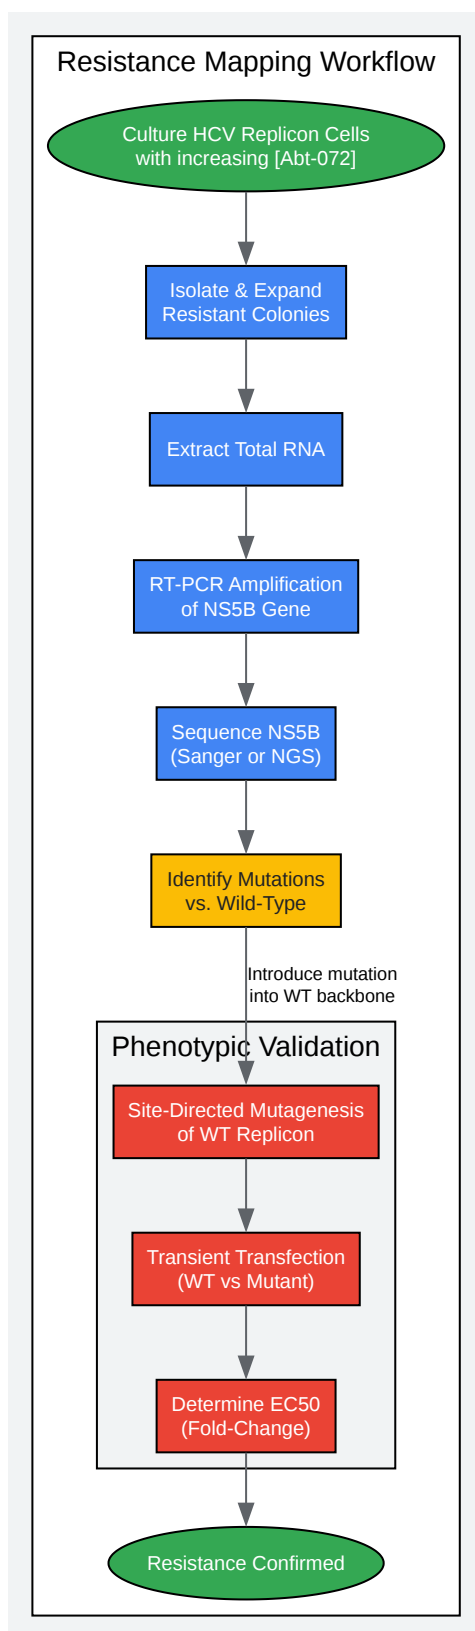 Resistance Mapping Workflow
Culture HCV Replicon Cells
with increasing [Abt-072]
Isolate & Expand
Resistant Colonies
Extract Total RNA
RT-PCR Amplification
of NS5B Gene
Sequence NS5B
(Sanger or NGS)
Identify Mutations
vs. Wild-Type
Introduce mutation
into WT backbone
Phenotypic Validation
Site-Directed Mutagenesis
of WT Replicon
Transient Transfection
(WT vs Mutant)
Determine EC50
(Fold-Change)
Resistance Confirmed